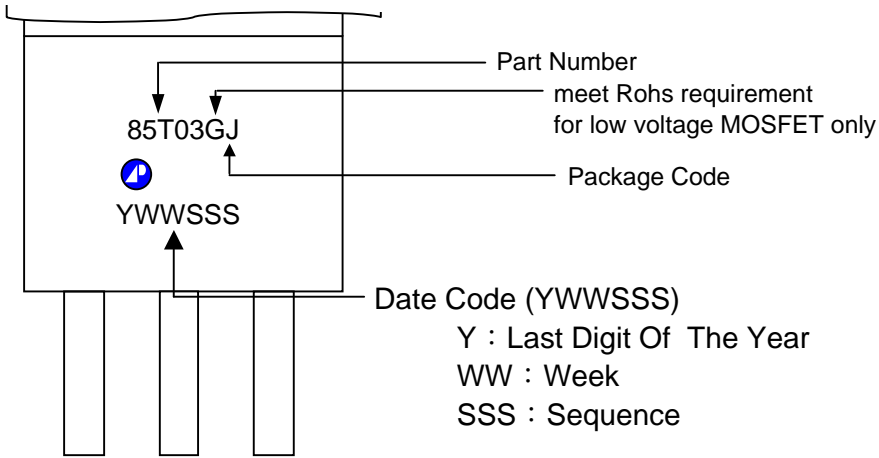 Part Number
meet Rohs requirement
for low voltage MOSFET only
85T03GJ
Package Code
YWWSSS
Date Code (YWWSSS)
Y：Last Digit Of The Year
WW：Week
SSS：Sequence